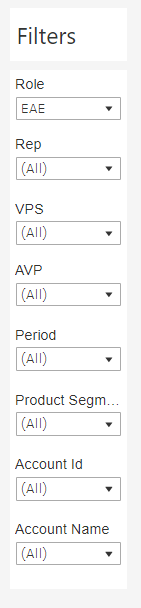 Filters
Role
EAE
Rep
(All)
VPS
(All)
AVP
(All)
Period
(All)
Product Segm...
(All)
Account Id
(All)
Account Name
(All)